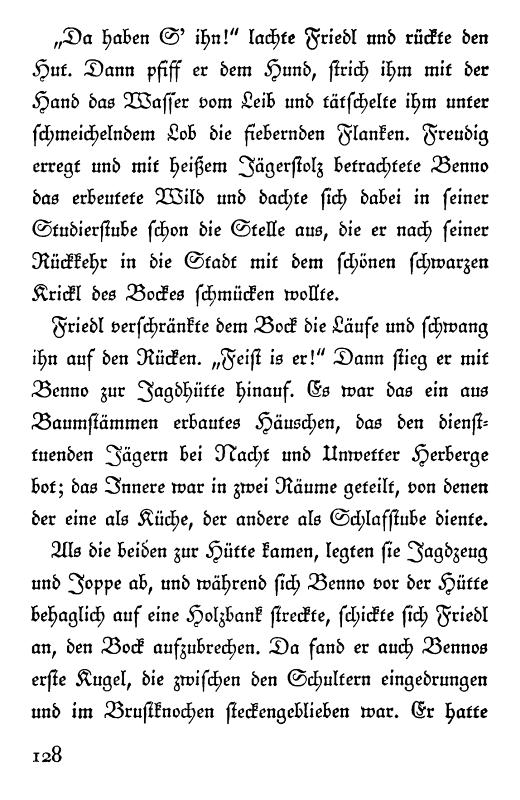 „Da haben S' ihn!“ lachte Friedl und rückte den
Hut. Dann pfiff er dem Hund, strich ihm mit der
Hand das Wasser vom Leib und tätschelte ihm unter
schmeichelndem Lob die fiebernden Flanken. Freudig
erregt und mit heißem Jägerstolz betrachtete Benno
das erbeutete Wild und dachte sich dabei in seiner
Studierstube schon die Stelle aus, die er nach seiner
Rückkehr in die Stadt mit dem schönen schwarzen
Krickl des Bockes schmücken wollte.
Friedl verschränkte dem Bock die Läufe und schwang
ihn auf den Rücken. „Feist is er!“ Dann stieg er mit
Benno zur Jagdhütte hinauf. Es war das ein aus
Baumstämmen erbautes Häuschen, das den dienst-
tuenden Jägern bei Nacht und Unwetter Herberge
bot; das Innere war in zwei Räume geteilt, von denen
der eine als Küche, der andere als Schlafstube diente.
Als die beiden zur Hütte kamen, legten sie Jagdzeug
und Joppe ab, und während sich Benno vor der Hütte
behaglich auf eine Holzbank streckte, schickte sich Friedl
an, den Bock aufzubrechen. Da fand er auch Bennos
erste Kugel, die zwischen den Schultern eingedrungen
und im Brustknochen steckengeblieben war. Er hatte
128